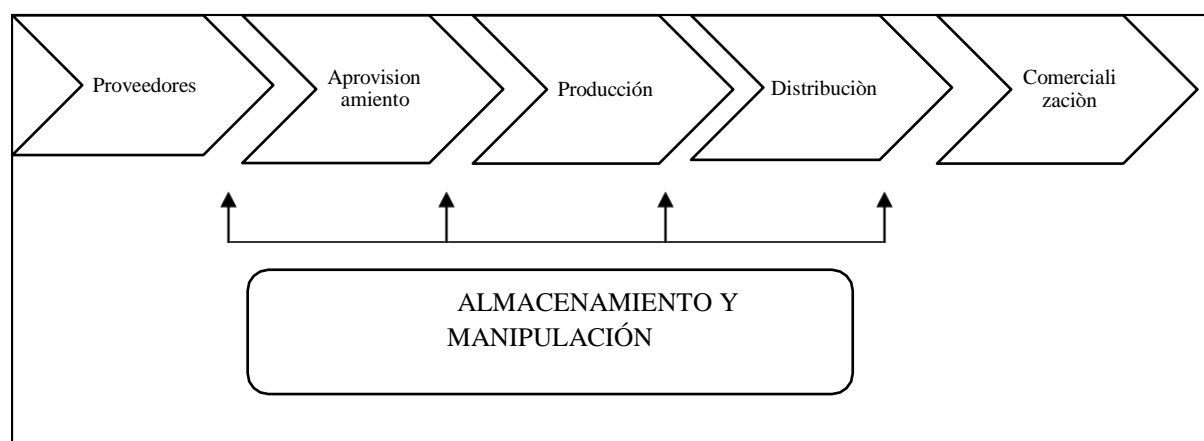 Proveedores
Aprovision
amiento
Producción
Distribuciòn
Comerciali
zaciòn
ALMACENAMIENTO Y
MANIPULACIÓN